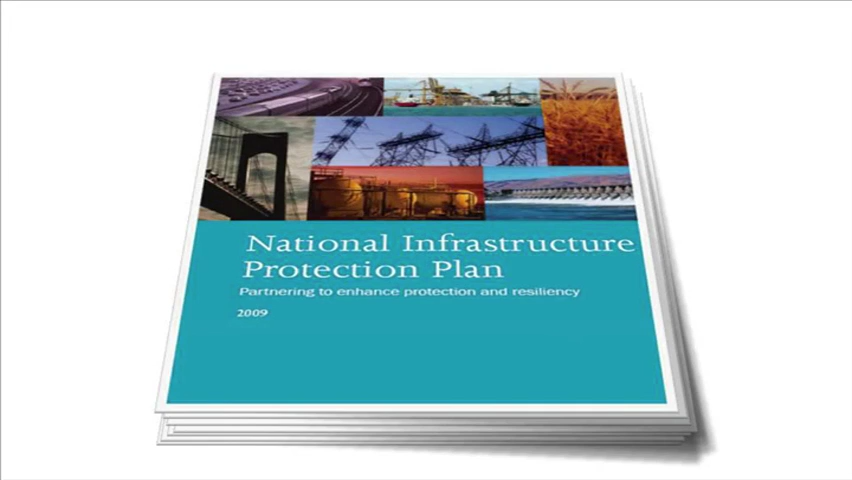 National Infrastructure
Protection Plan
Partnering to enhance protection and resiliency
2009